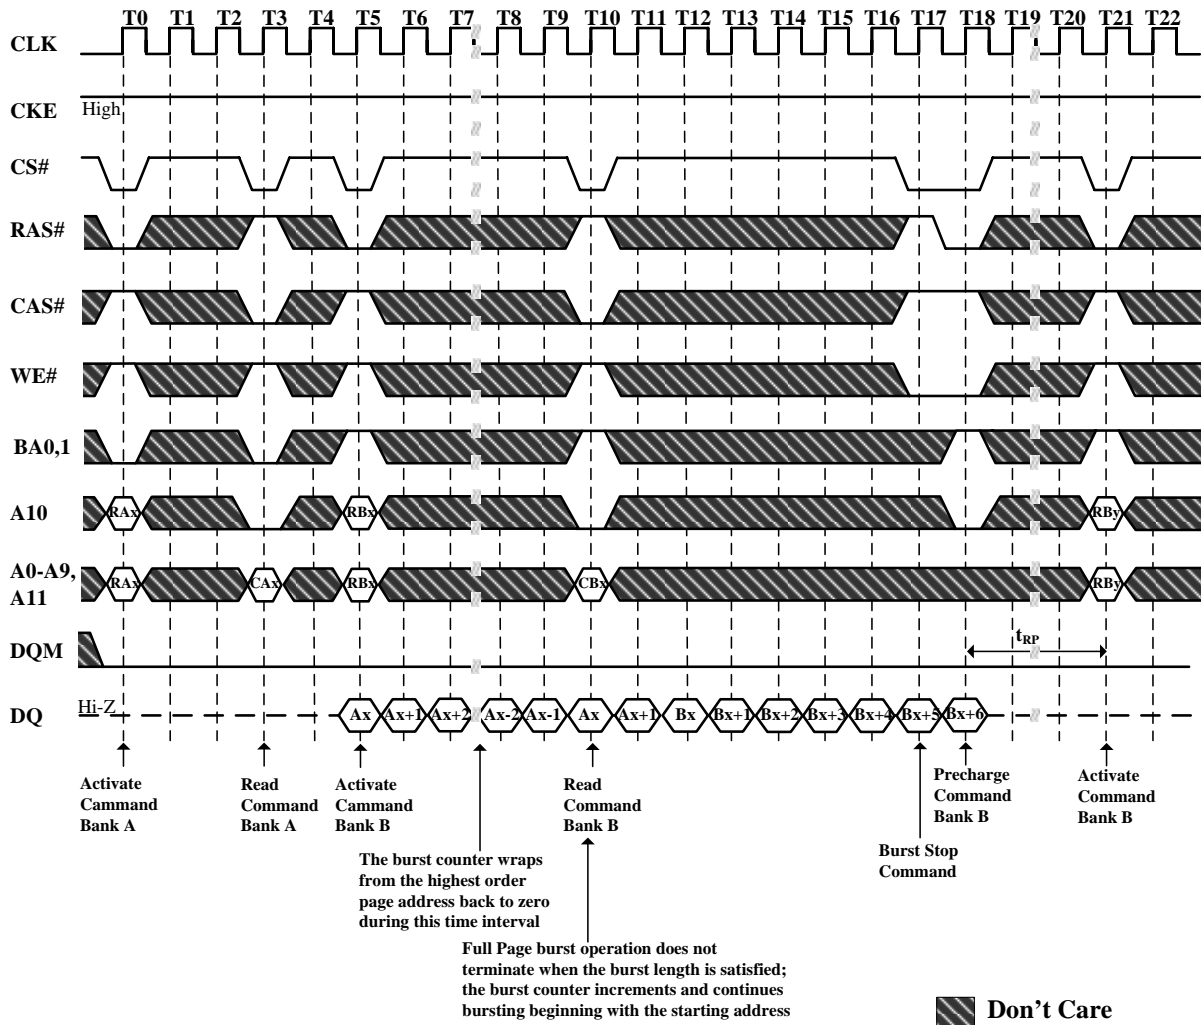 T0 T1 T2 T3 T4 T5 T6 T7 T8 T9 T10 T11 T12 T13 T14 T15 T16 T17 T18 T19 T20 T21 T22
CLK
CKE High
CS#
RAS#
CAS#
WE#
BA0,1
A10 RAx RBx RBy
A0-A9,
A11 RAx CAx RBx CBx RBy
DQM tRP
DQ Hi-Z Ax Ax+1 Ax+2 Ax-2 Ax-1 Ax Ax+1 Bx Bx+1 Bx+2 Bx+3 Bx+4 Bx+5 Bx+6
Activate
Cammand
Bank A
Read
Command
Bank A
Activate
Cammand
Bank B
Read
Command
Bank B
Precharge
Command
Bank B
Activate
Command
Bank B
Burst Stop
Command
The burst counter wraps
from the highest order
page address back to zero
during this time interval
Full Page burst operation does not
terminate when the burst length is satisfied;
the burst counter increments and continues
bursting beginning with the starting address
Don't Care